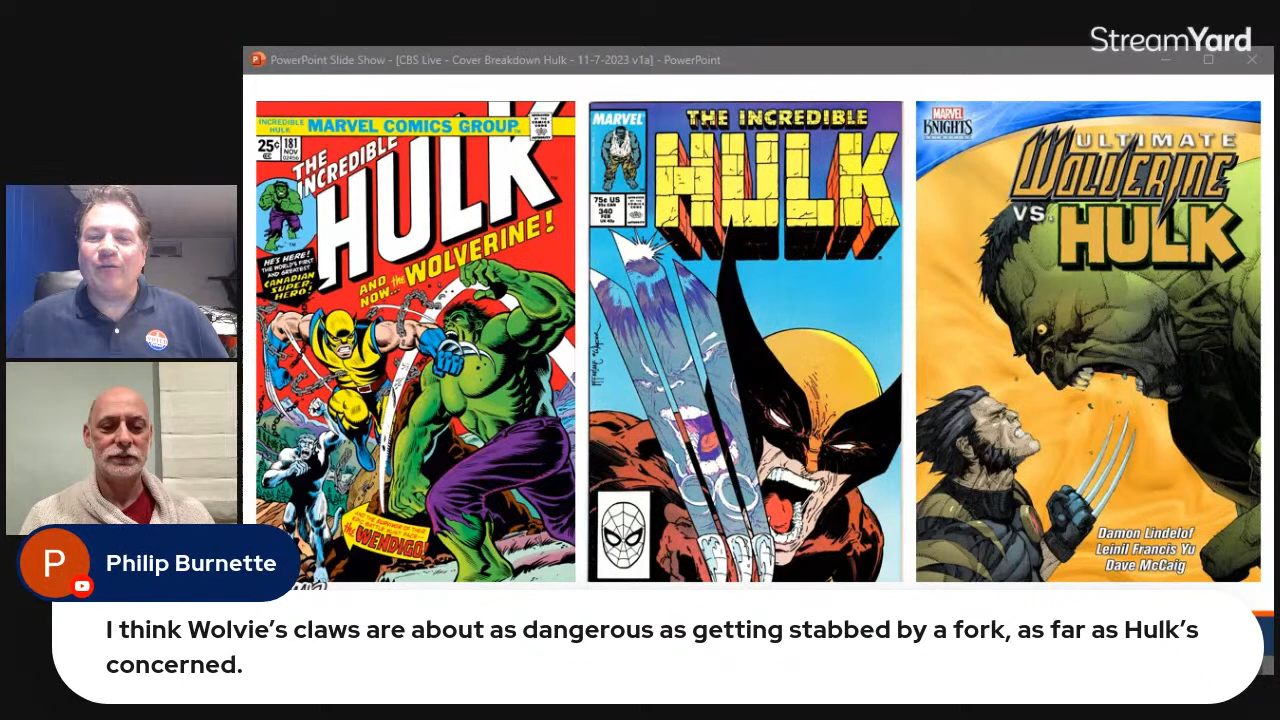 StreamYard
PowerPoint Slide Show - [CBS Live - Cover Breakdown Hulk - 11-7-2023 v1a] - PowerPoint
INCREDIBLE
HULK
MARVEL COMICS GROUP
25¢
181
NOV
02456
THE
INCREDIBLE
HULK
AND
NOW... the WOLVERINE!
HE'S HERE!
THE WORLD'S FIRST
AND GREATEST
CANADIAN
SUPER
HERO!
the WENDIGO!
MARVEL
75¢ US
340
FEB
THE INCREDIBLE
HULK
MARVEL
KNIGHTS
ULTIMATE
WOLVERINE
VS.
HULK
Damon Lindelof
Leinil Francis Yu
Dave McCaig
P
Philip Burnette
I think Wolvie’s claws are about as dangerous as getting stabbed by a fork, as far as Hulk’s
concerned.